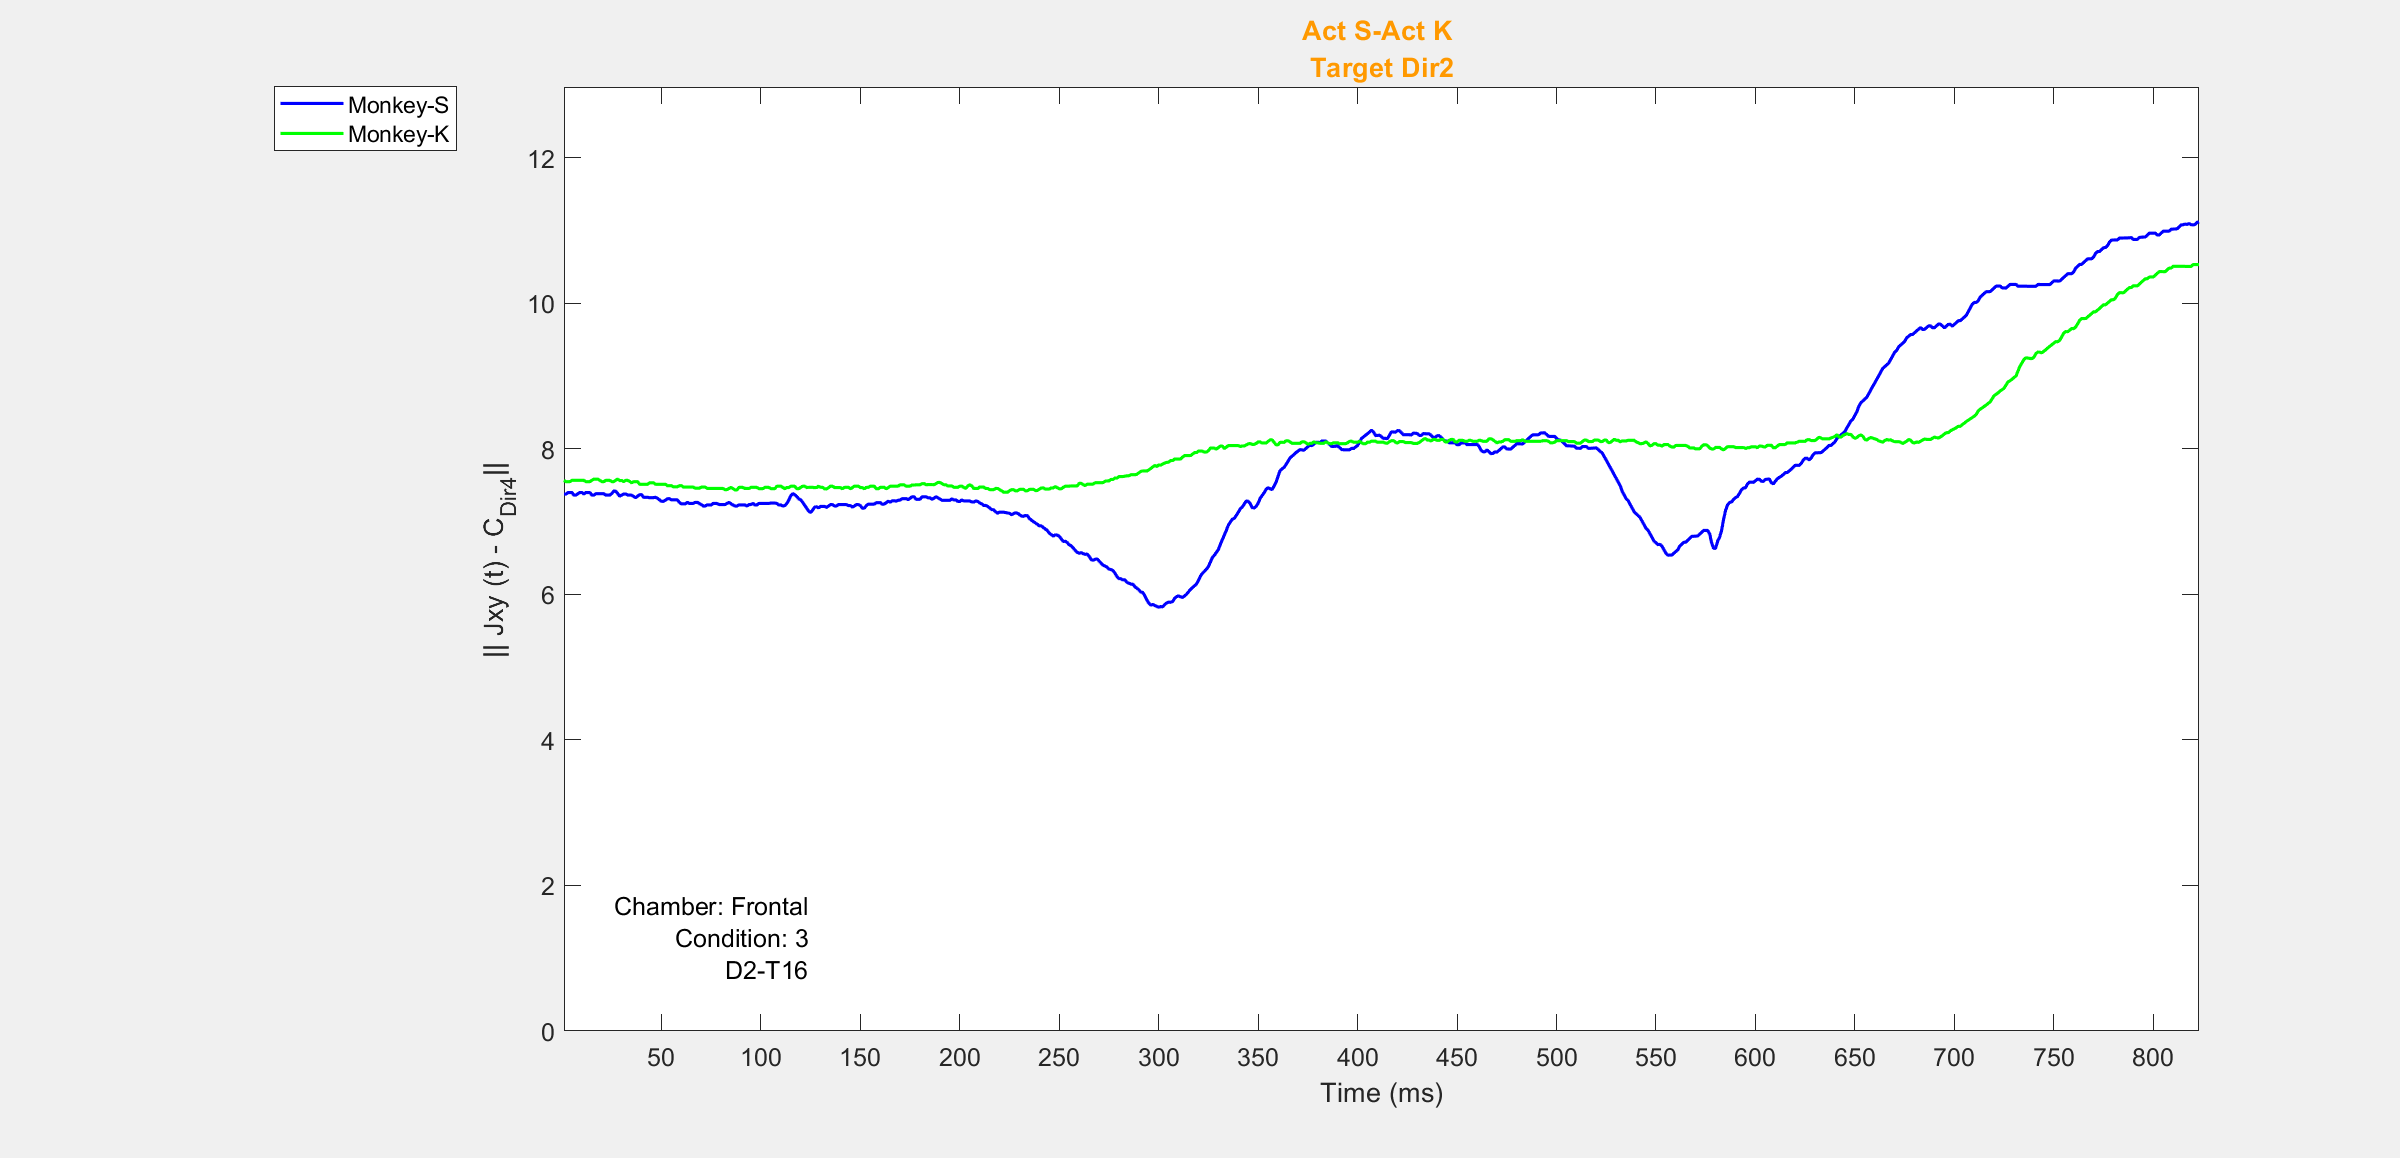 Act S-Act K
Target Dir2
Monkey-S
Monkey-K
12
10
8
6
4
2
0
|| Jxy (t) - C_Dir4 ||
Chamber: Frontal
Condition: 3
D2-T16
50 100 150 200 250 300 350 400 450 500 550 600 650 700 750 800
Time (ms)